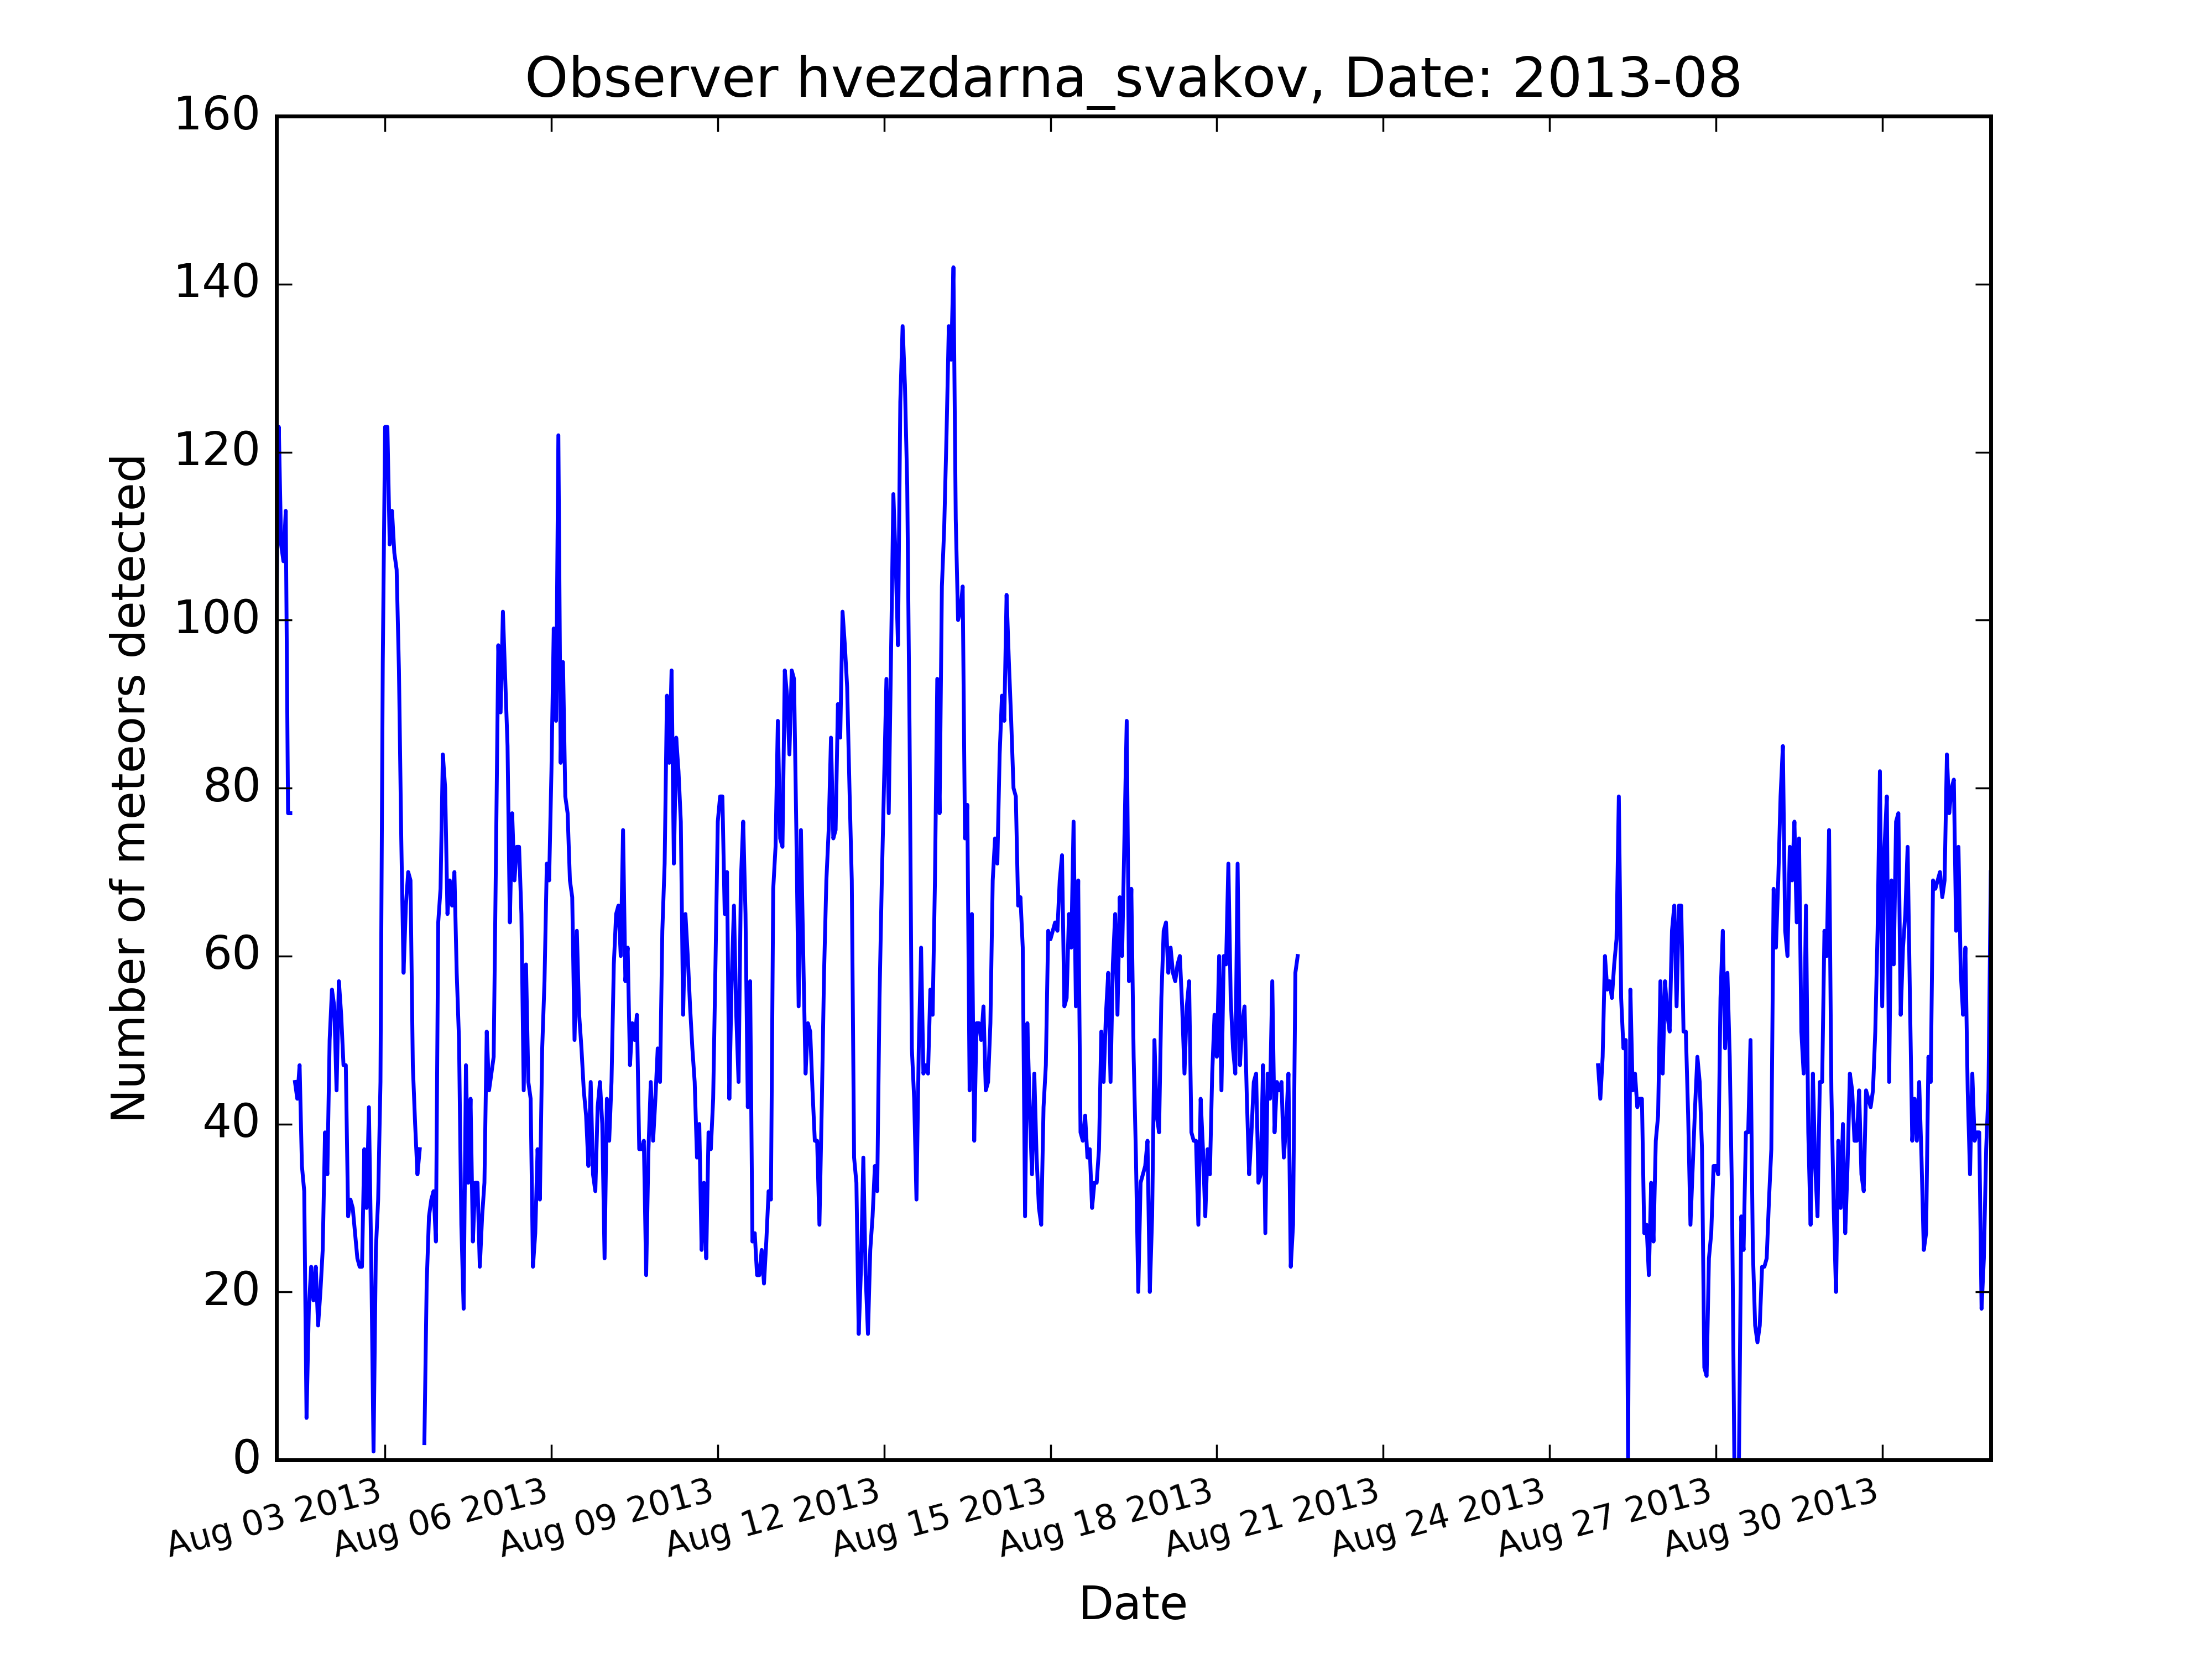 Observer hvezdarna_svakov, Date: 2013-08
160
140
120
100
80
60
40
20
0
Number of meteors detected
Aug 03 2013
Aug 06 2013
Aug 09 2013
Aug 12 2013
Aug 15 2013
Aug 18 2013
Aug 21 2013
Aug 24 2013
Aug 27 2013
Aug 30 2013
Date